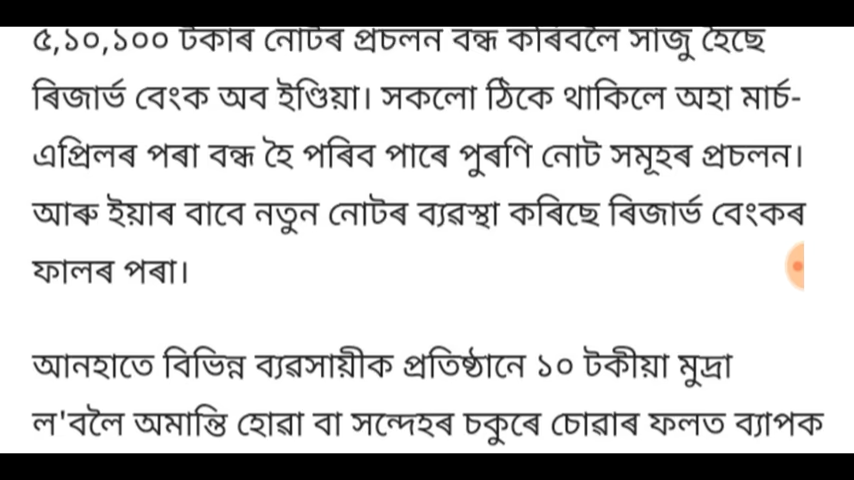 ৫,১০,১০০ টকাৰ নোটৰ প্ৰচলন বন্ধ কৰিবলৈ সাজু হৈছে
ৰিজাৰ্ভ বেংক অব ইণ্ডিয়া। সকলো ঠিকে থাকিলে অহা মাৰ্চ-
এপ্ৰিলৰ পৰা বন্ধ হৈ পৰিব পাৰে পুৰণি নোট সমূহৰ প্ৰচলন।
আৰু ইয়াৰ বাবে নতুন নোটৰ ব্যৱস্থা কৰিছে ৰিজাৰ্ভ বেংকৰ
ফালৰ পৰা।
আনহাতে বিভিন্ন ব্যৱসায়ীক প্ৰতিষ্ঠানে ১০ টকীয়া মুদ্ৰা
ল'বলৈ অমান্তি হোৱা বা সন্দেহৰ চকুৰে চোৱাৰ ফলত ব্যাপক